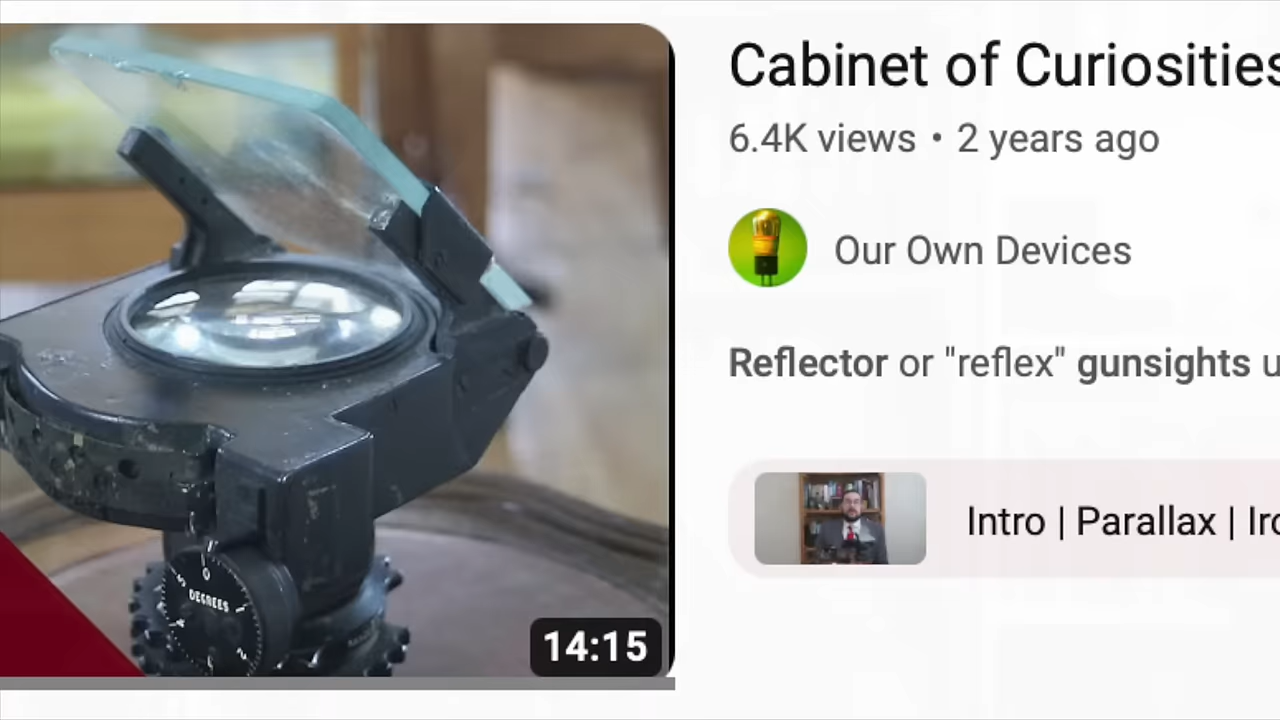 Cabinet of Curiosities
6.4K views • 2 years ago
Our Own Devices
Reflector or "reflex" gunsights u
Intro | Parallax | Iro
DEGREES
14:15